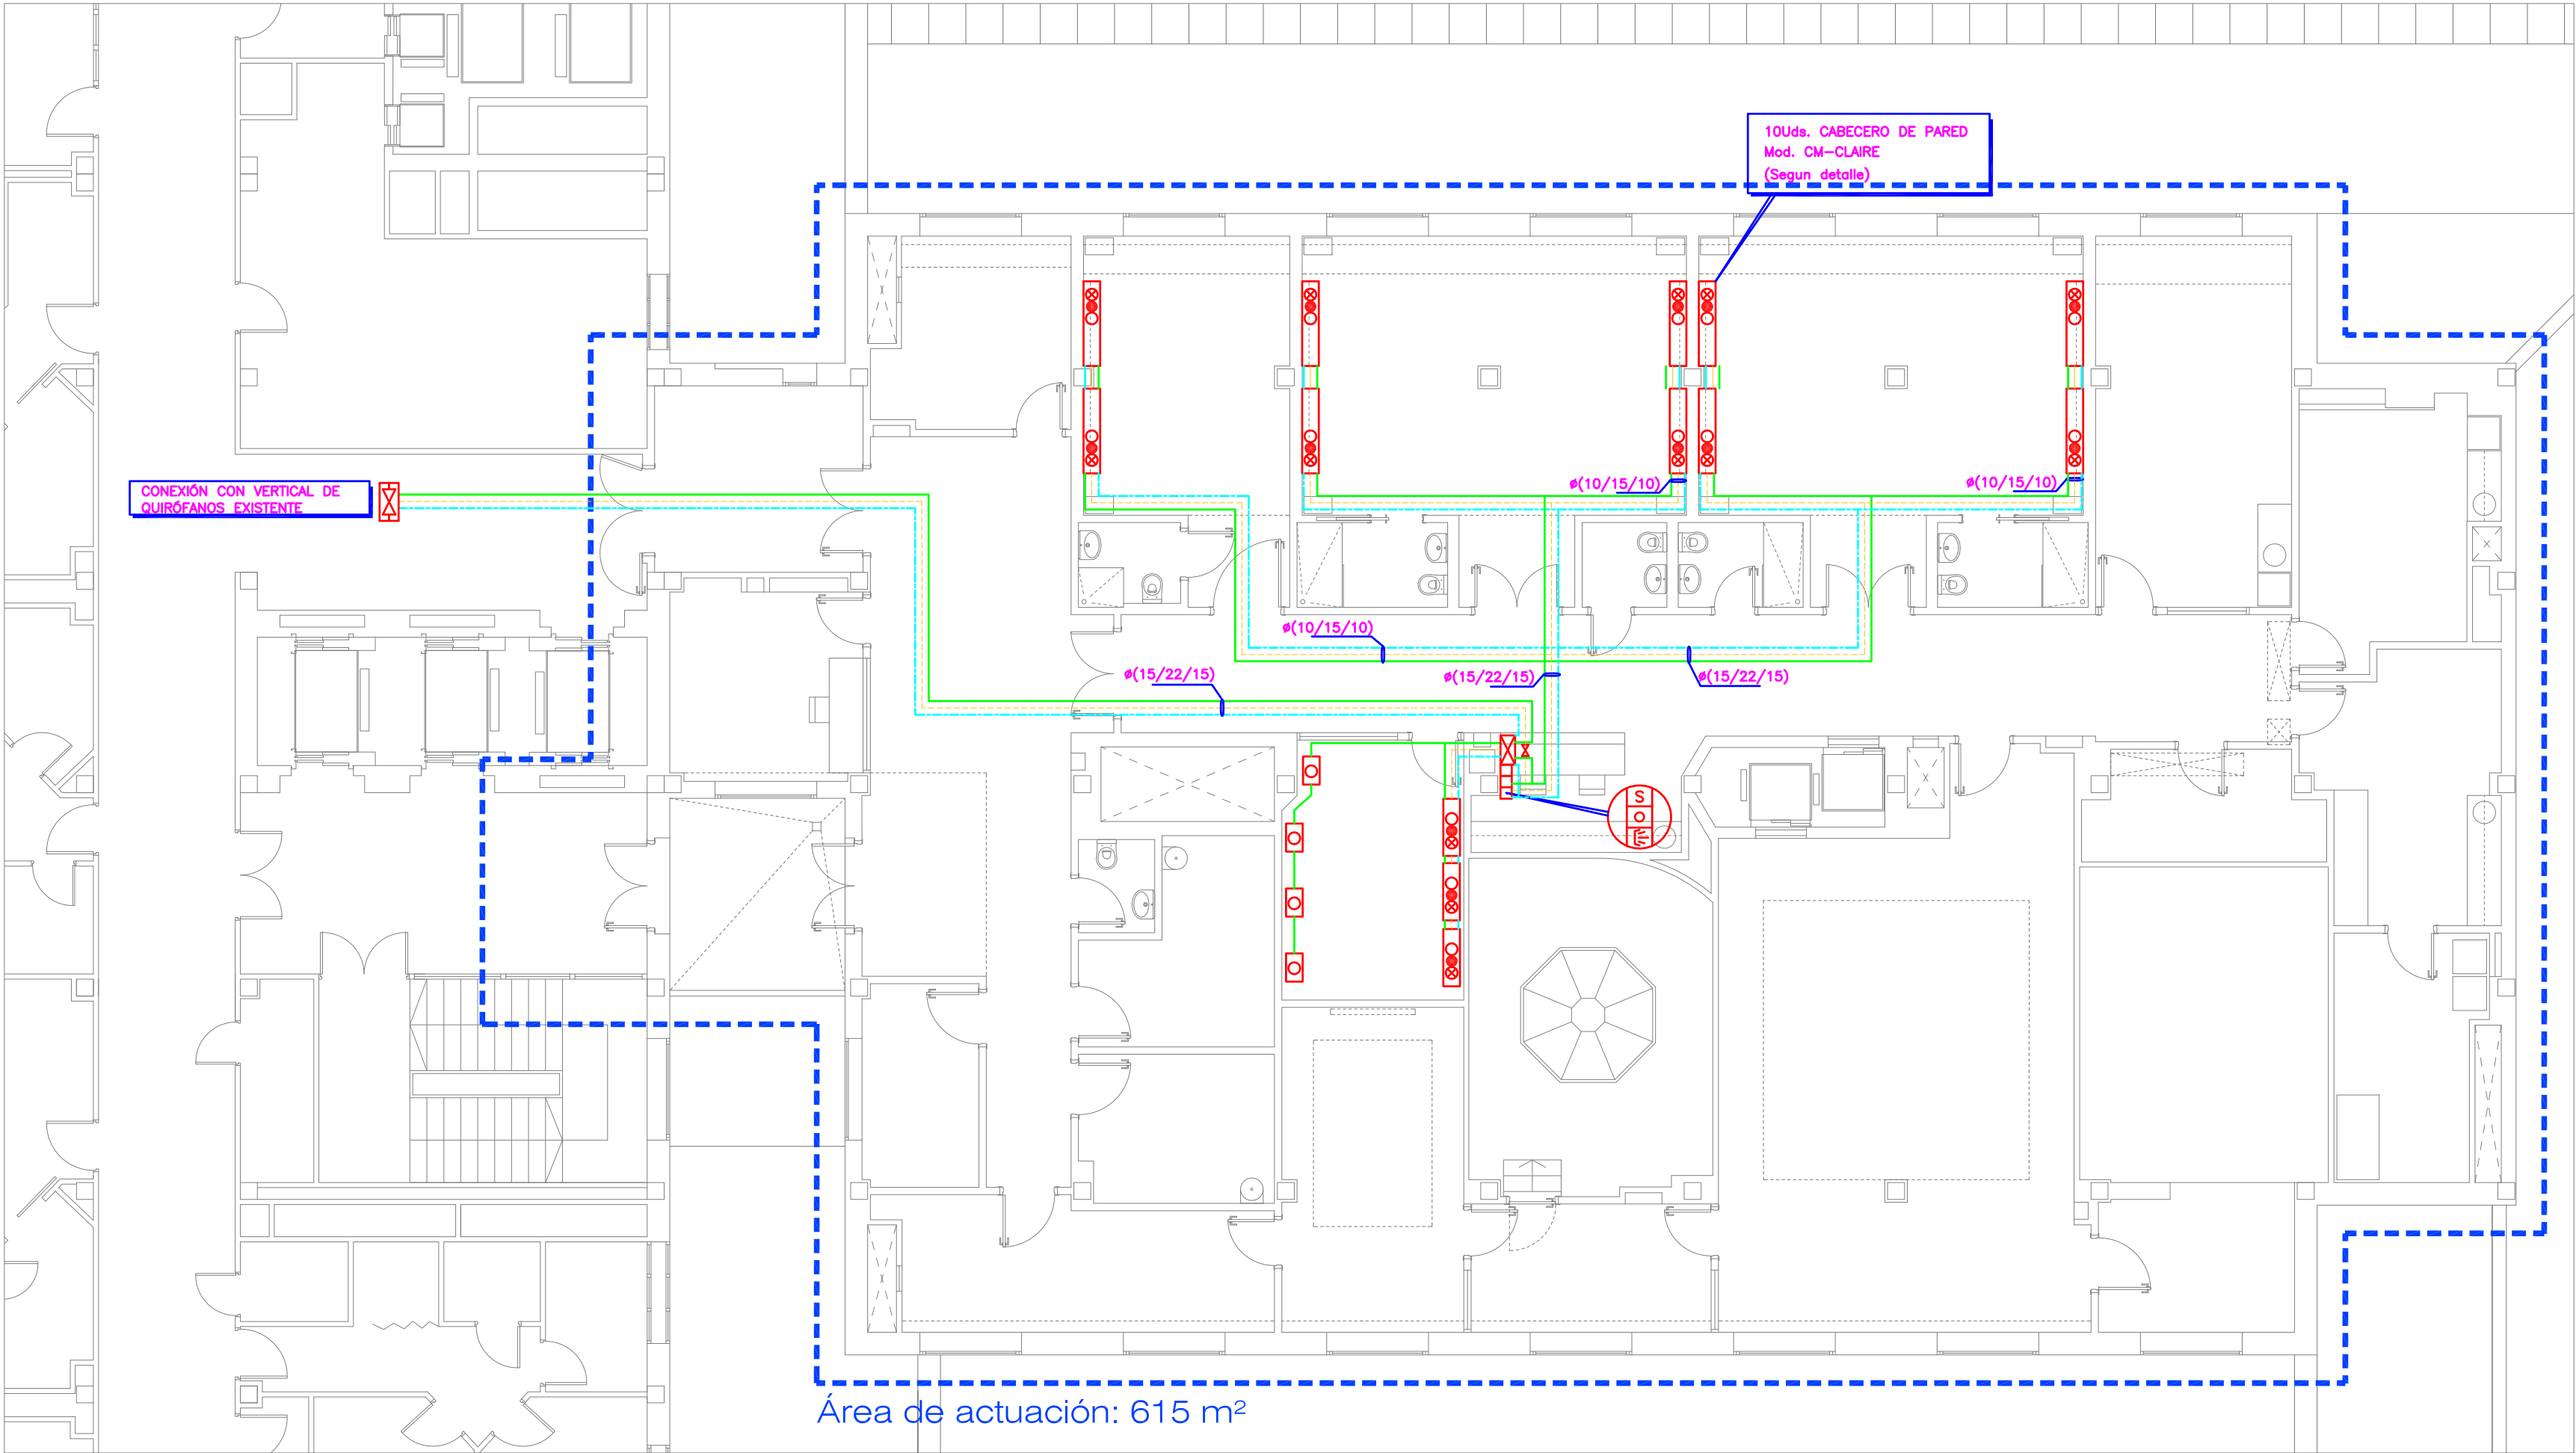 10Uds. CABECERO DE PARED
Mod. CM-CLAIRE
(Segun detalle)
CONEXIÓN CON VERTICAL DE
QUIRÓFANOS EXISTENTE
ø(10/15/10)
ø(10/15/10)
ø(10/15/10)
ø(15/22/15)
ø(15/22/15)
ø(15/22/15)
S
Área de actuación: 615 m²